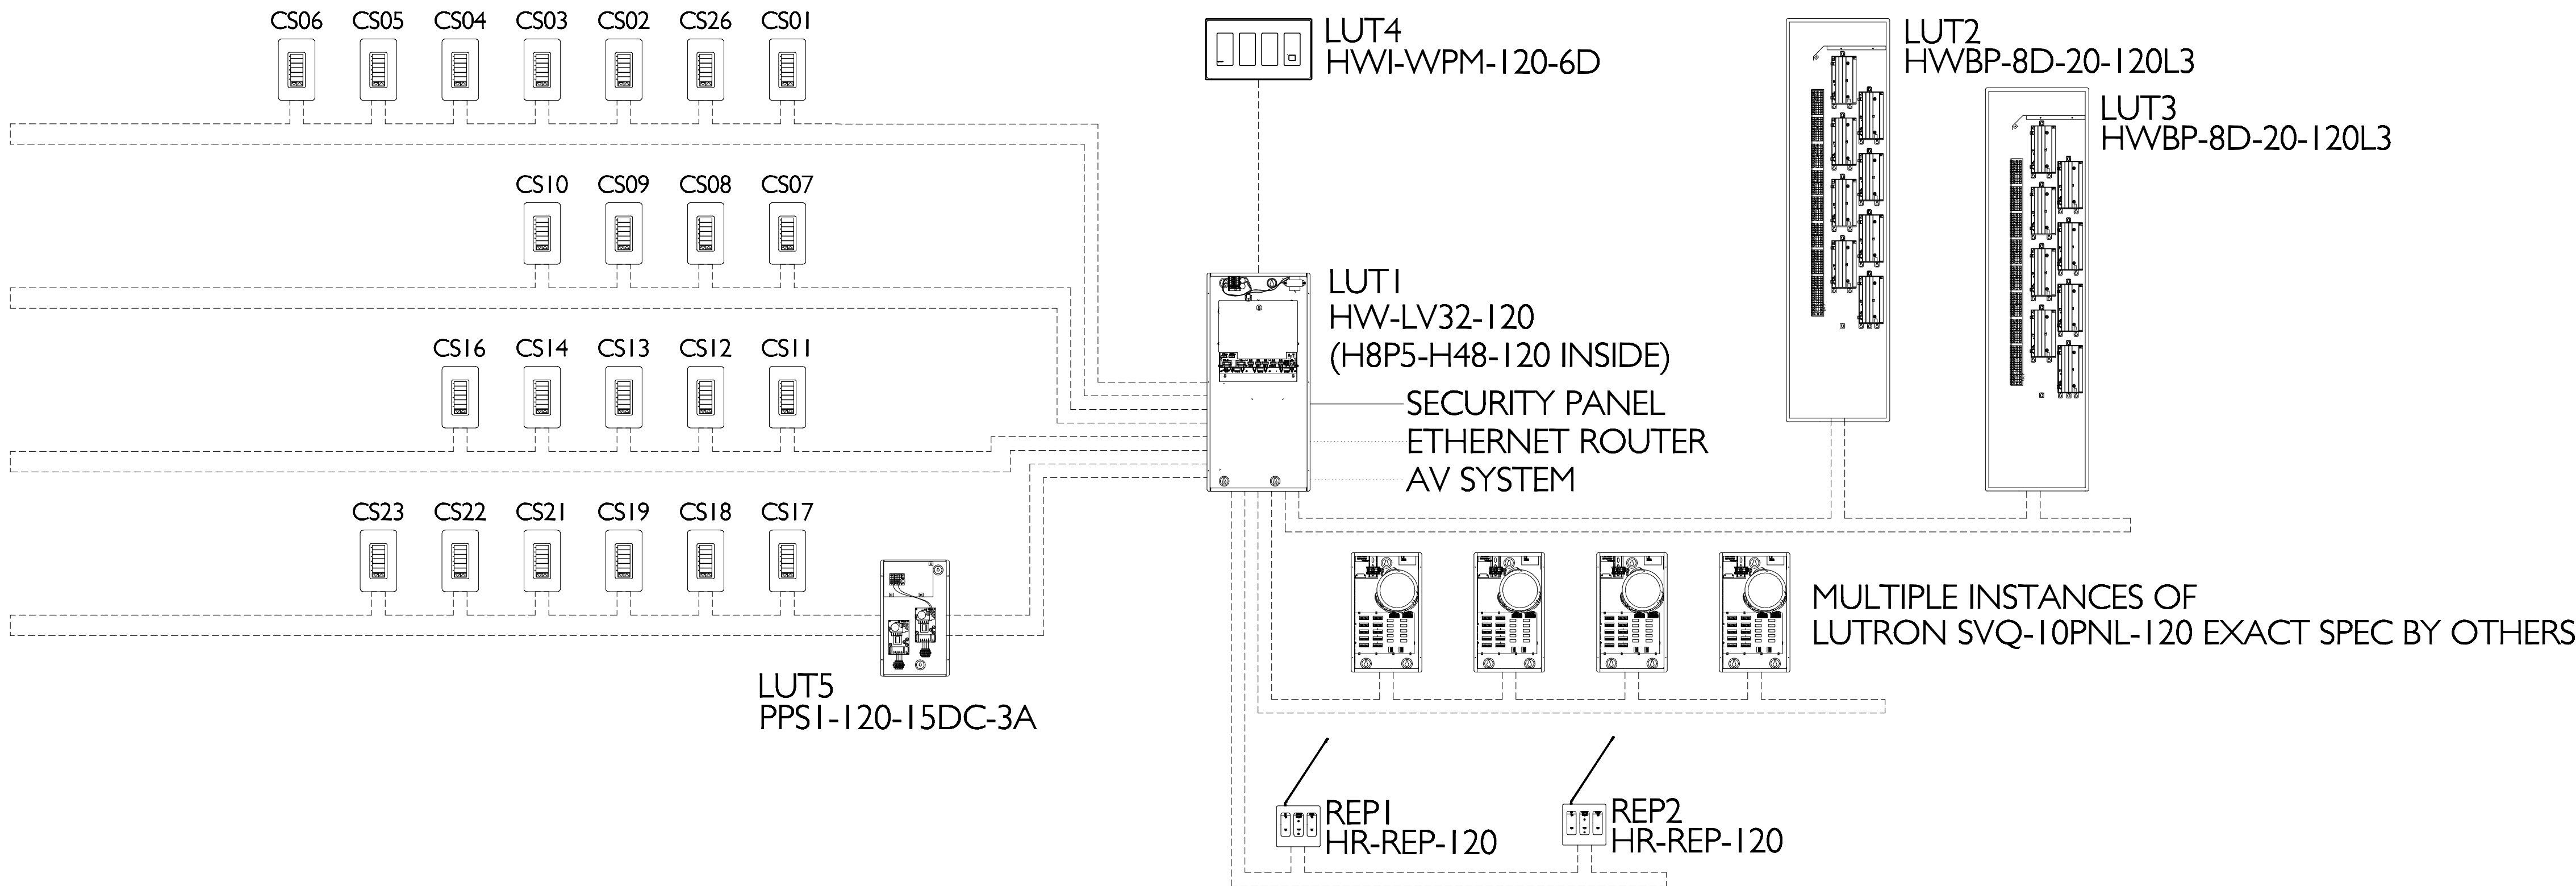 CS06 CS05 CS04 CS03 CS02 CS26 CS01
CS10 CS09 CS08 CS07
CS16 CS14 CS13 CS12 CS11
CS23 CS22 CS21 CS19 CS18 CS17
LUT5
PPS1-120-15DC-3A
LUT4
HWI-WPM-120-6D
LUT1
HW-LV32-120
(H8P5-H48-120 INSIDE)
SECURITY PANEL
ETHERNET ROUTER
AV SYSTEM
LUT2
HWBP-8D-20-120L3
LUT3
HWBP-8D-20-120L3
MULTIPLE INSTANCES OF
LUTRON SVQ-10PNL-120 EXACT SPEC BY OTHERS
REP1
HR-REP-120
REP2
HR-REP-120